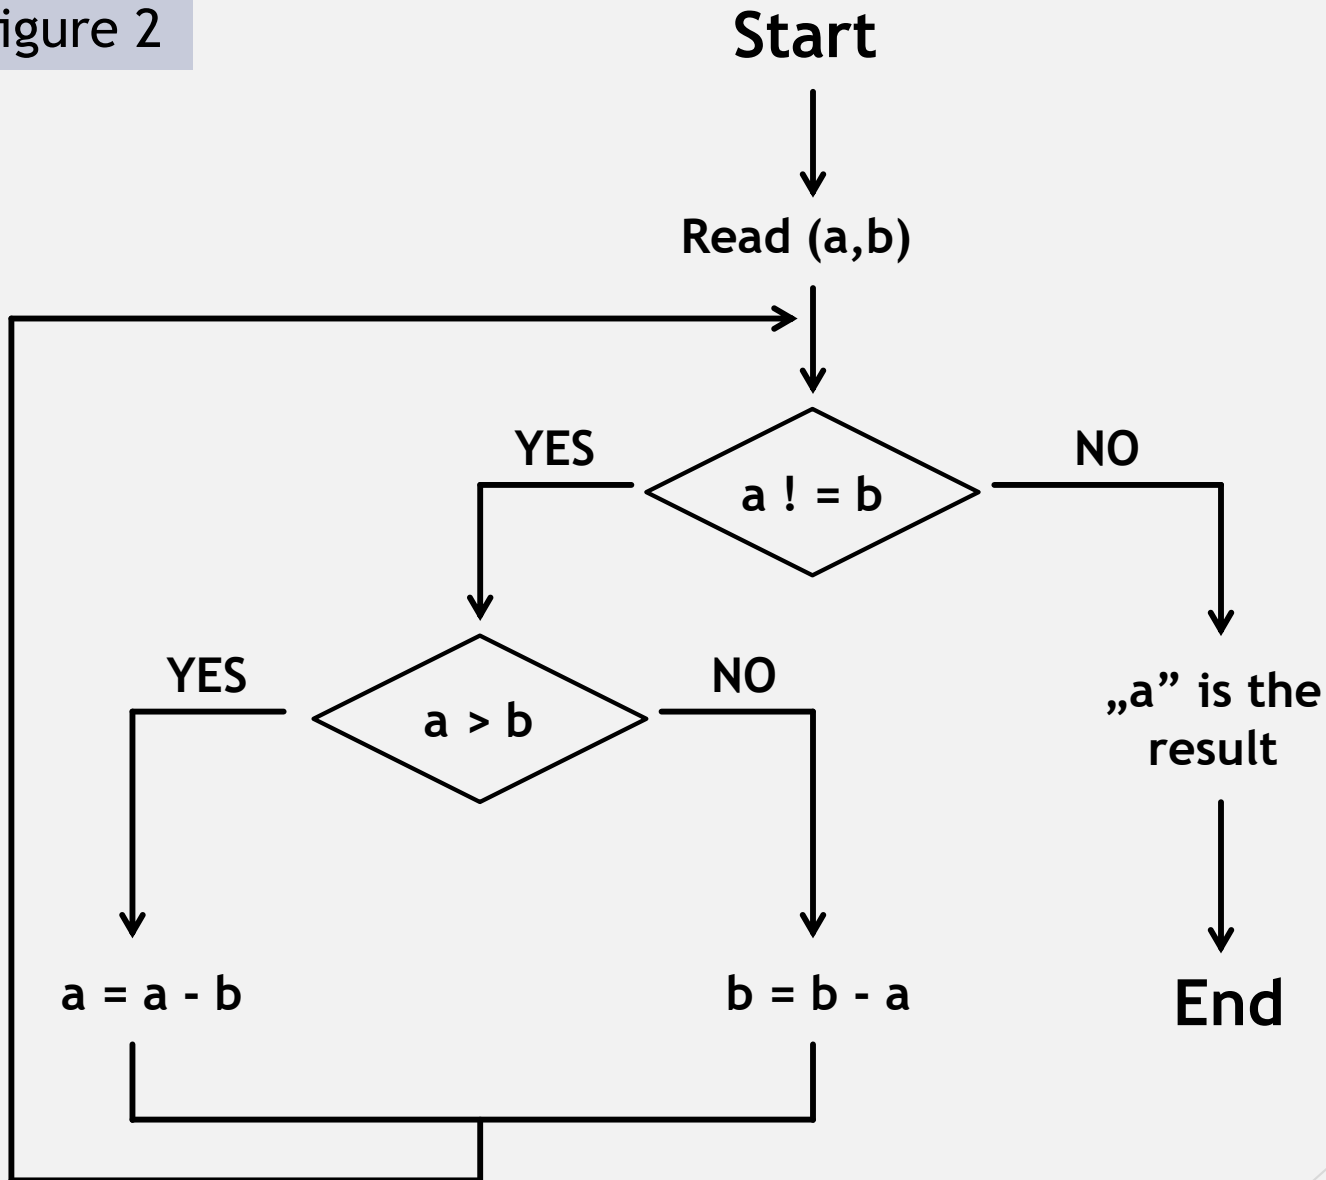 igure 2
Start
Read (a,b)
YES
NO
a ! = b
YES
NO
a > b
„a” is the
result
a = a - b
b = b - a
End